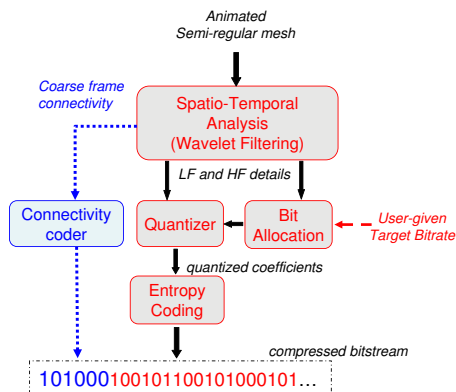 Animated
Semi-regular mesh
Coarse frame
connectivity
Spatio-Temporal
Analysis
(Wavelet Filtering)
LF and HF details
Connectivity
coder
Quantizer
Bit
Allocation
User-given
Target Bitrate
quantized coefficients
Entropy
Coding
compressed bitstream
101000100101100101000101...